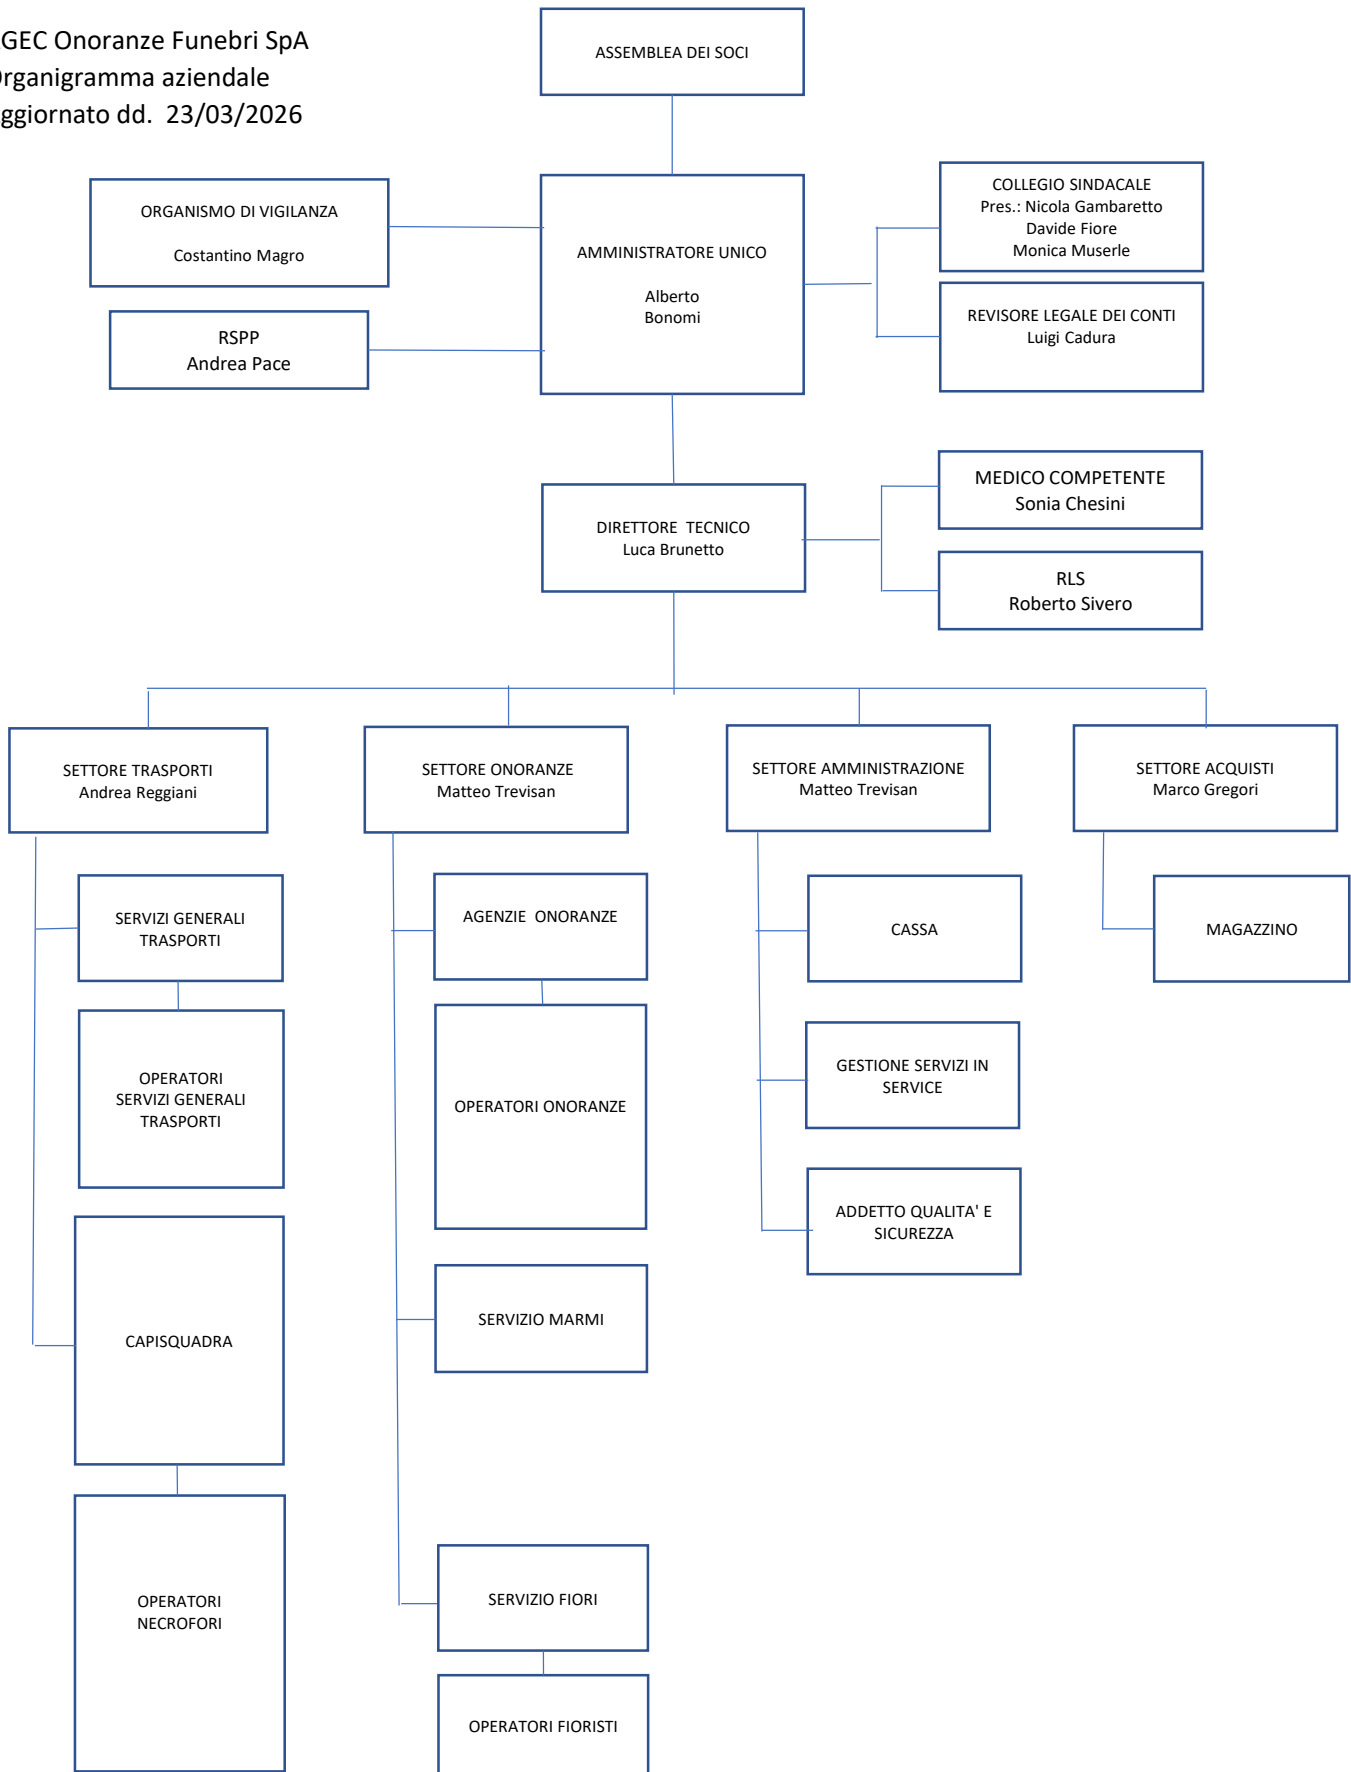 GEC Onoranze Funebri SpA
Organigramma aziendale
ggiornato dd. 23/03/2026
ASSEMBLEA DEI SOCI
ORGANISMO DI VIGILANZA
Costantino Magro
RSPP
Andrea Pace
AMMINISTRATORE UNICO
Alberto
Bonomi
COLLEGIO SINDACALE
Pres.: Nicola Gambaretto
Davide Fiore
Monica Muserle
REVISORE LEGALE DEI CONTI
Luigi Cadura
DIRETTORE TECNICO
Luca Brunetto
MEDICO COMPETENTE
Sonia Chesini
RLS
Roberto Sivero
SETTORE TRASPORTI
Andrea Reggiani
SETTORE ONORANZE
Matteo Trevisan
SETTORE AMMINISTRAZIONE
Matteo Trevisan
SETTORE ACQUISTI
Marco Gregori
SERVIZI GENERALI
TRASPORTI
OPERATORI
SERVIZI GENERALI
TRASPORTI
CAPISQUADRA
OPERATORI
NECROFORI
AGENZIE ONORANZE
OPERATORI ONORANZE
SERVIZIO MARMI
SERVIZIO FIORI
OPERATORI FIORISTI
CASSA
GESTIONE SERVIZI IN
SERVICE
ADDETTO QUALITA' E
SICUREZZA
MAGAZZINO